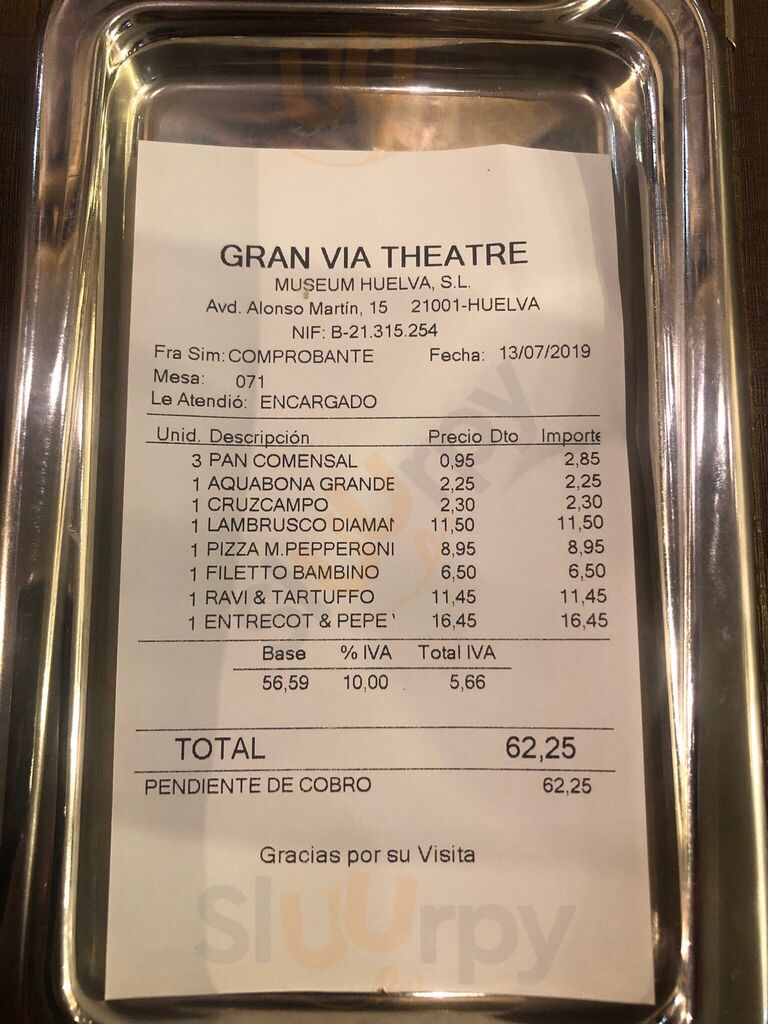 GRAN VIA THEATRE
MUSEUM HUELVA, S.L.
Avd. Alonso Martín, 15 21001-HUELVA
NIF: B-21.315.254
Fra Sim: COMPROBANTE Fecha: 13/07/2019
Mesa: 071
Le Atendió: ENCARGADO
Unid. Descripción Precio Dto Importe
3 PAN COMENSAL 0,95 2,85
1 AQUABONA GRANDE 2,25 2,25
1 CRUZCAMPO 2,30 2,30
1 LAMBRUSCO DIAMAN 11,50 11,50
1 PIZZA M.PEPPERONI 8,95 8,95
1 FILETTO BAMBINO 6,50 6,50
1 RAVI & TARTUFFO 11,45 11,45
1 ENTRECOT & PEPE 16,45 16,45
Base % IVA Total IVA
56,59 10,00 5,66
TOTAL 62,25
PENDIENTE DE COBRO 62,25
Gracias por su Visita
Sluurpy